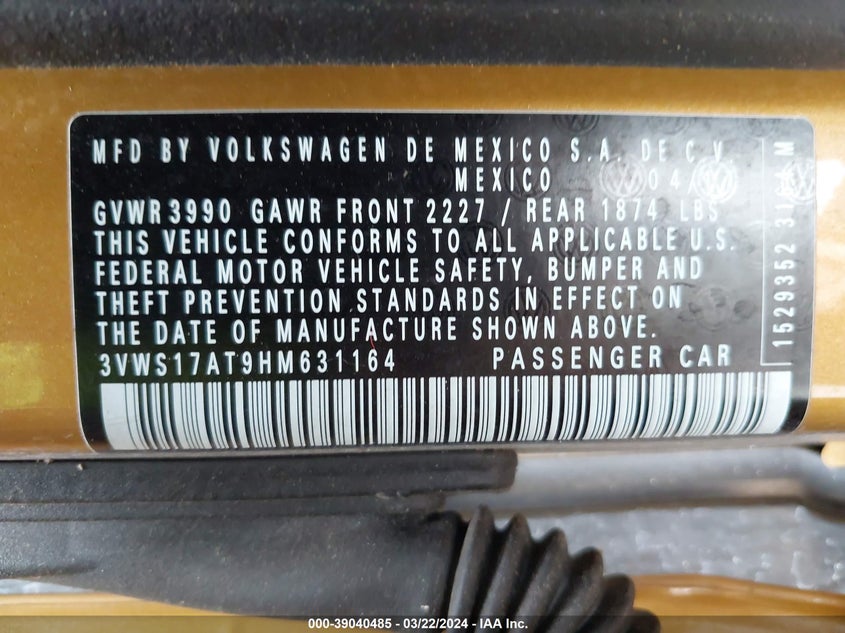 MFD BY VOLKSWAGEN DE MEXICO S.A. DE C.V
MEXICO 04/
GVWR 3990 GAWR FRONT 2227 / REAR 1874 LBS
THIS VEHICLE CONFORMS TO ALL APPLICABLE U.S.
FEDERAL MOTOR VEHICLE SAFETY, BUMPER AND
THEFT PREVENTION STANDARDS IN EFFECT ON
THE DATE OF MANUFACTURE SHOWN ABOVE.
3VWS17AT9HM631164 PASSENGER CAR
1529352
000-39040485 - 03/22/2024 - IAA Inc.